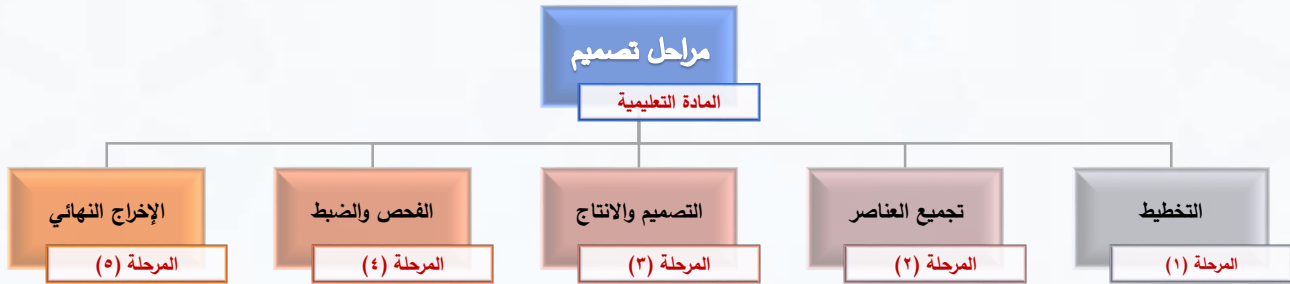 مراحل تصميم
المادة التعليمية
التخطيط
المرحلة (١)
تجميع العناصر
المرحلة (٢)
التصميم والانتاج
المرحلة (٣)
الفحص والضبط
المرحلة (٤)
الإخراج النهائي
المرحلة (٥)